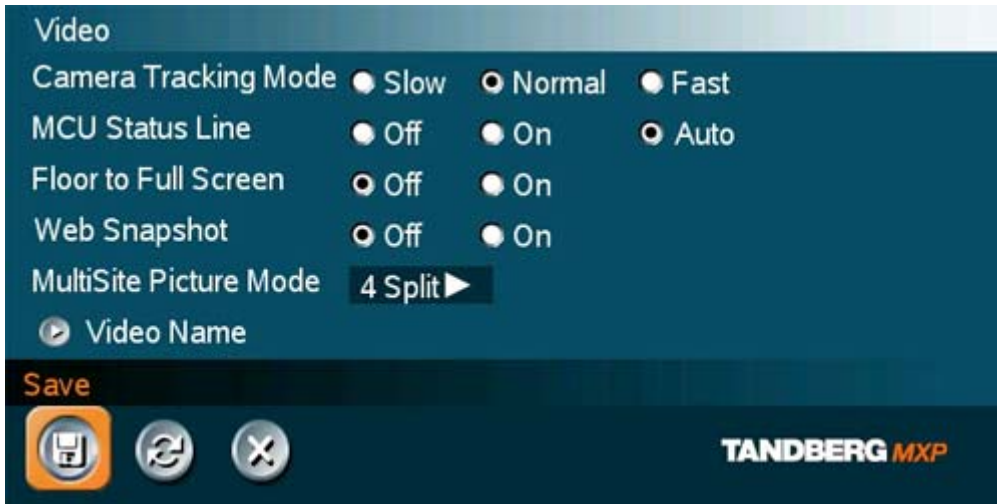 Video
Camera Tracking Mode Slow Normal Fast
MCU Status Line Off On Auto
Floor to Full Screen Off On
Web Snapshot Off On
MultiSite Picture Mode 4 Split
Video Name
Save
TANDBERG MXP